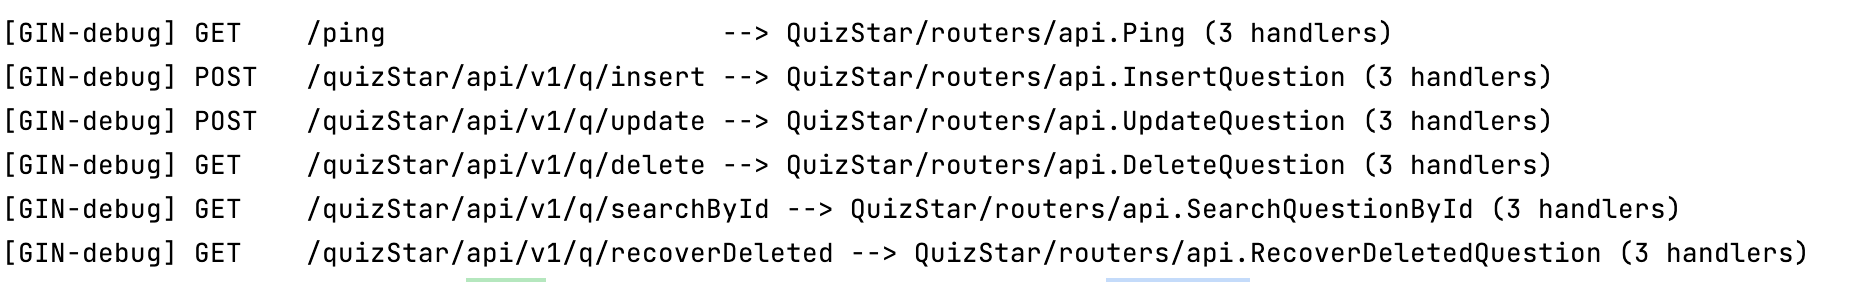 [GIN-debug] GET    /ping                     --> QuizStar/routers/api.Ping (3 handlers)
[GIN-debug] POST   /quizStar/api/v1/q/insert --> QuizStar/routers/api.InsertQuestion (3 handlers)
[GIN-debug] POST   /quizStar/api/v1/q/update --> QuizStar/routers/api.UpdateQuestion (3 handlers)
[GIN-debug] GET    /quizStar/api/v1/q/delete --> QuizStar/routers/api.DeleteQuestion (3 handlers)
[GIN-debug] GET    /quizStar/api/v1/q/searchById --> QuizStar/routers/api.SearchQuestionById (3 handlers)
[GIN-debug] GET    /quizStar/api/v1/q/recoverDeleted --> QuizStar/routers/api.RecoverDeletedQuestion (3 handlers)